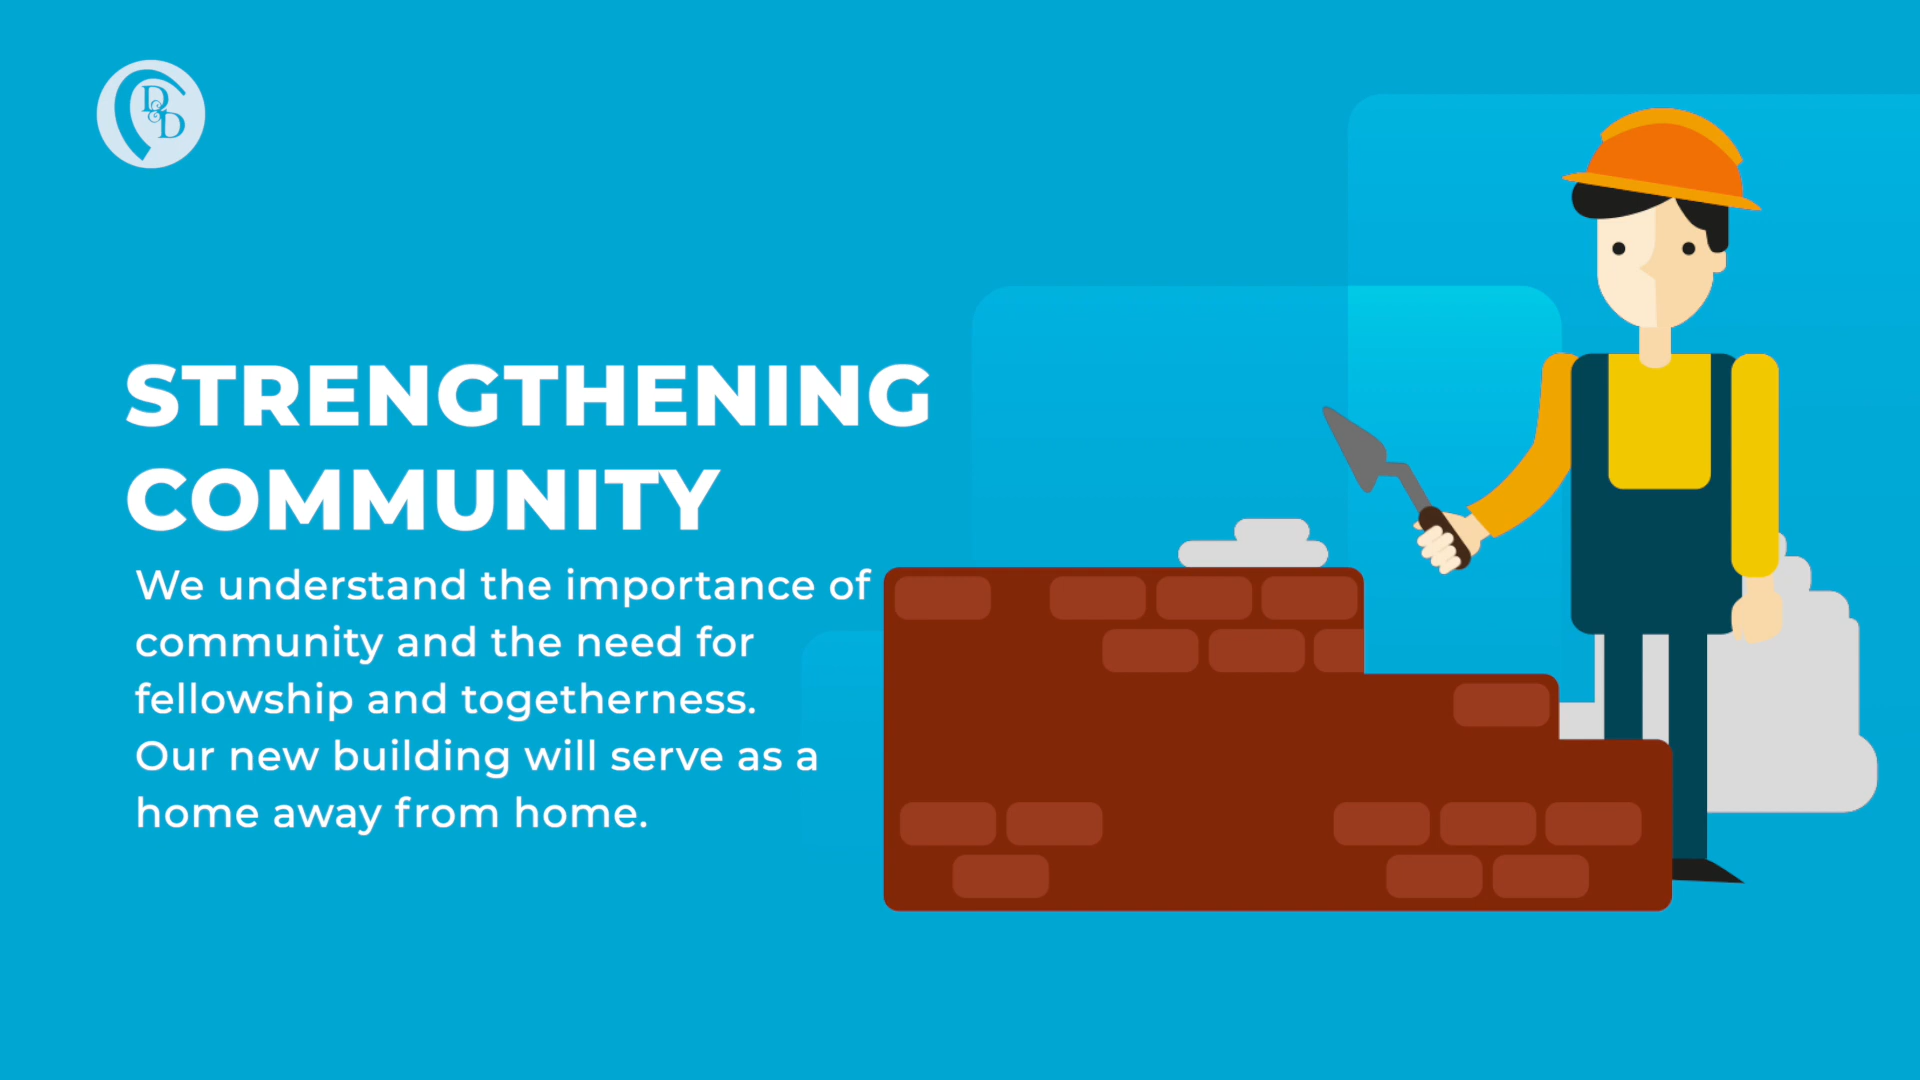 D&D
STRENGTHENING
COMMUNITY
We understand the importance of
community and the need for
fellowship and togetherness.
Our new building will serve as a
home away from home.